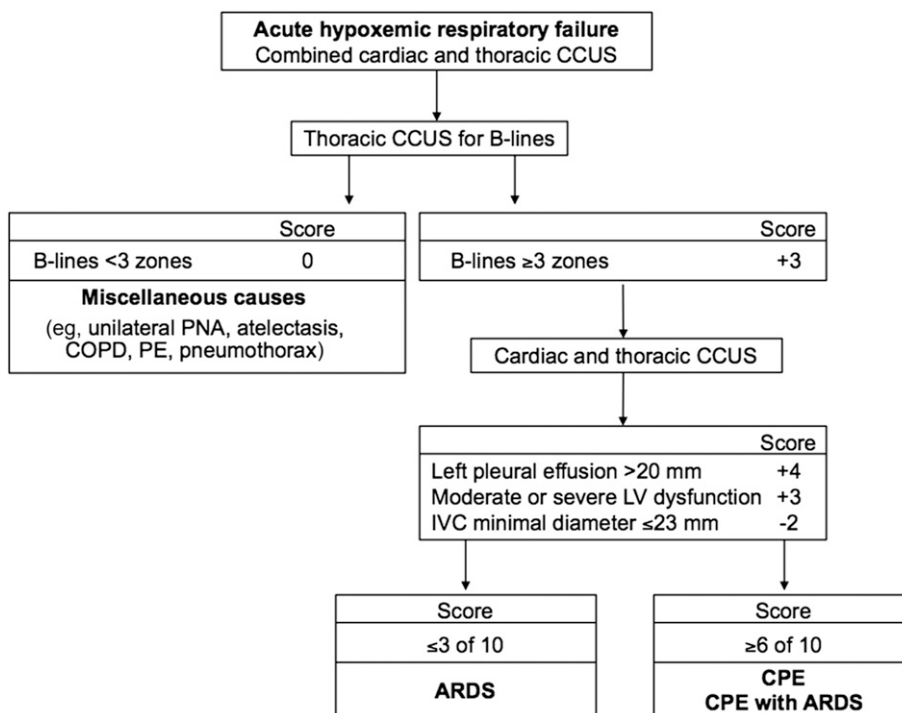 Acute hypoxemic respiratory failure
Combined cardiac and thoracic CCUS
Thoracic CCUS for B-lines
Score
B-lines <3 zones 0
Miscellaneous causes
(eg, unilateral PNA, atelectasis,
COPD, PE, pneumothorax)
Score
B-lines ≥3 zones +3
Cardiac and thoracic CCUS
Score
Left pleural effusion >20 mm +4
Moderate or severe LV dysfunction +3
IVC minimal diameter ≤23 mm -2
Score
≤3 of 10
ARDS
Score
≥6 of 10
CPE
CPE with ARDS